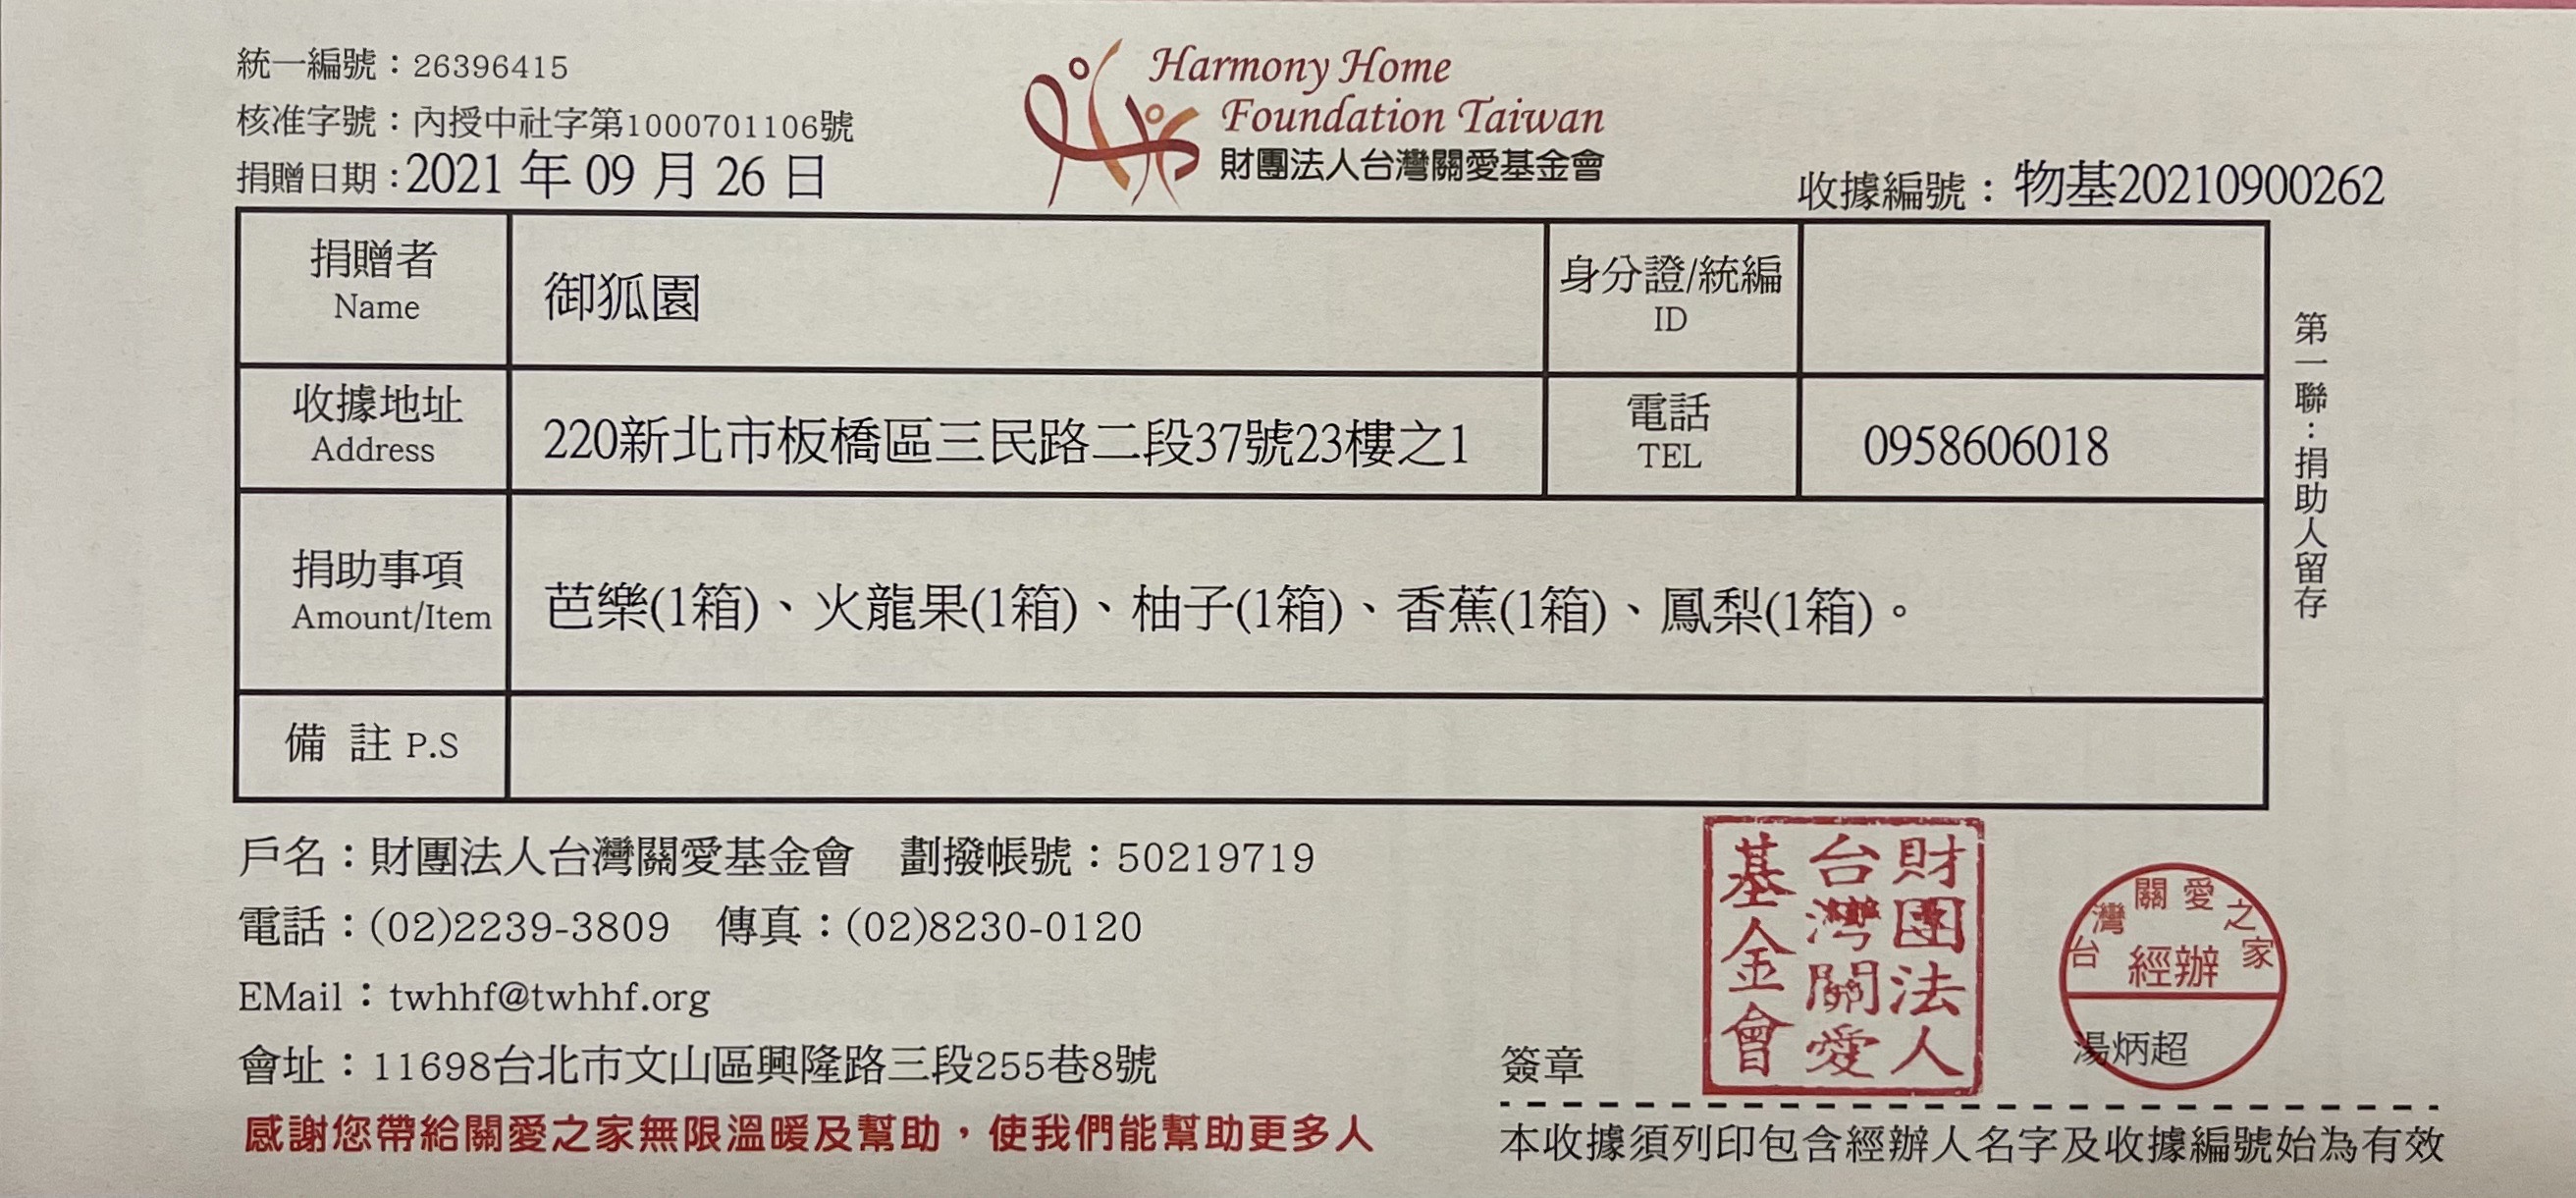 統一編號：26396415
核准字號：內授中社字第1000701106號
捐贈日期：2021 年 09 月 26 日
Harmony Home
Foundation Taiwan
財團法人台灣關愛基金會
收據編號：物基20210900262
捐贈者
Name
御狐園
身分證/統編
ID
收據地址
Address
220新北市板橋區三民路二段37號23樓之1
電話
TEL
0958606018
捐助事項
Amount/Item
芭樂(1箱)、火龍果(1箱)、柚子(1箱)、香蕉(1箱)、鳳梨(1箱)。
備 註 P.S
第一聯：捐助人留存
戶名：財團法人台灣關愛基金會 劃撥帳號：50219719
電話：(02)2239-3809 傳真：(02)8230-0120
EMail：twhhf@twhhf.org
會址：11698台北市文山區興隆路三段255巷8號
感謝您帶給關愛之家無限溫暖及幫助，使我們能幫助更多人
簽章
財團法人
台灣關愛
基金會
台灣關愛之家
經辦
湯炳超
本收據須列印包含經辦人名字及收據編號始為有效